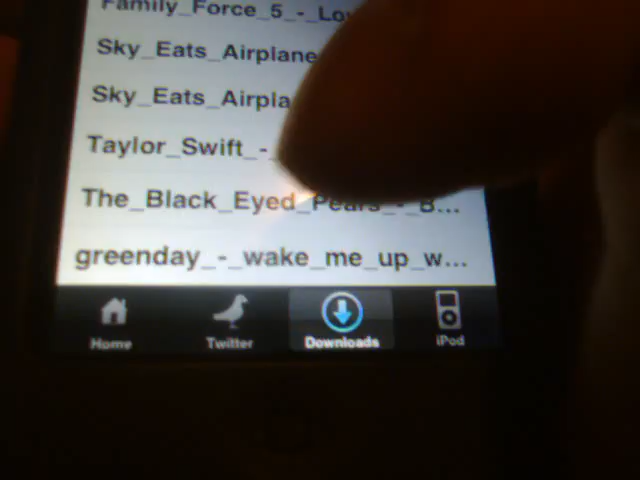 Family_Force_5_-_Lo
Sky_Eats_Airplane
Sky_Eats_Airpla
Taylor_Swift_-_
The_Black_Eyed_Pears_-_B...
greenday_-_wake_me_up_w...
Home
Twitter
Downloads
iPod